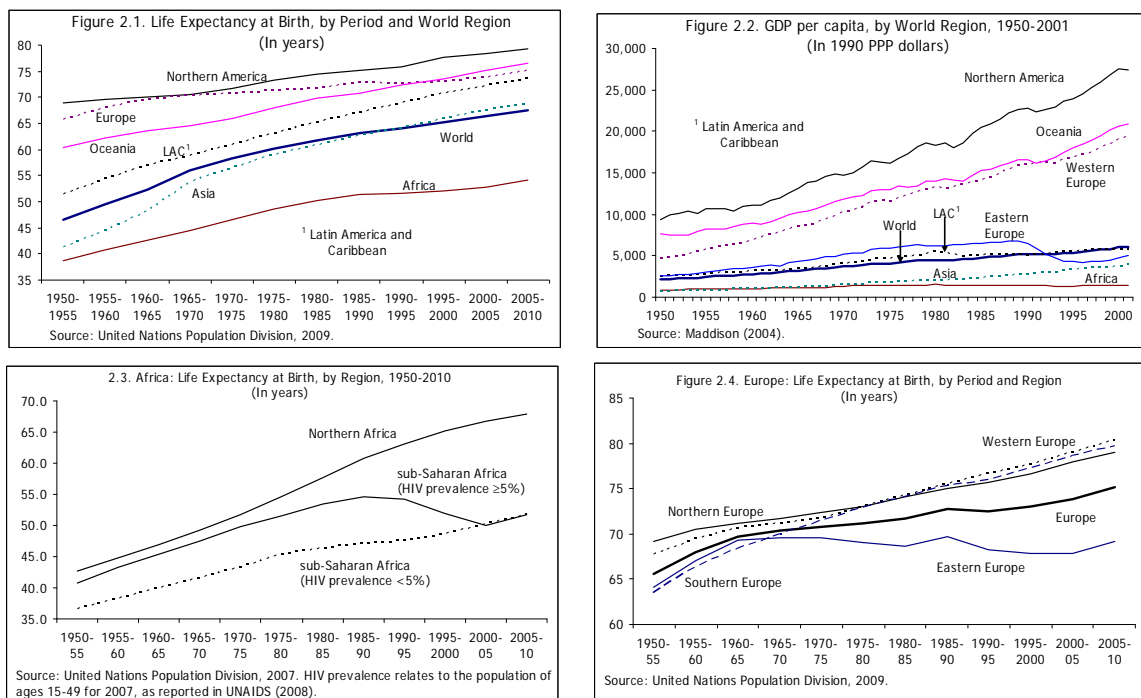 Figure 2.1. Life Expectancy at Birth, by Period and World Region
(In years)
80
75
70
65
60
55
50
45
40
35
Northern America
Europe
Oceania
LAC¹
World
Asia
Africa
¹ Latin America and
Caribbean
1950- 1955- 1960- 1965- 1970- 1975- 1980- 1985- 1990- 1995- 2000- 2005-
1955 1960 1965 1970 1975 1980 1985 1990 1995 2000 2005 2010
Source: United Nations Population Division, 2009.
Figure 2.2. GDP per capita, by World Region, 1950-2001
(In 1990 PPP dollars)
30,000
25,000
20,000
15,000
10,000
5,000
0
Northern America
¹ Latin America and
Caribbean
Oceania
Western
Europe
LAC¹
World
Eastern
Europe
Asia
Africa
1950 1955 1960 1965 1970 1975 1980 1985 1990 1995 2000
Source: Maddison (2004).
2.3. Africa: Life Expectancy at Birth, by Region, 1950-2010
(In years)
70.0
65.0
60.0
55.0
50.0
45.0
40.0
35.0
Northern Africa
sub-Saharan Africa
(HIV prevalence ≥5%)
sub-Saharan Africa
(HIV prevalence <5%)
1950- 1955- 1960- 1965- 1970- 1975- 1980- 1985- 1990- 1995- 2000- 2005-
55 60 65 70 75 80 85 90 95 00 05 10
Source: United Nations Population Division, 2007. HIV prevalence relates to the population of
ages 15-49 for 2007, as reported in UNAIDS (2008).
Figure 2.4. Europe: Life Expectancy at Birth, by Period and Region
(In years)
80
75
70
65
60
Western Europe
Northern Europe
Europe
Southern Europe
Eastern Europe
1950- 1955- 1960- 1965- 1970- 1975- 1980- 1985- 1990- 1995- 2000- 2005-
55 60 65 70 75 80 85 90 95 00 05 10
Source: United Nations Population Division, 2009.